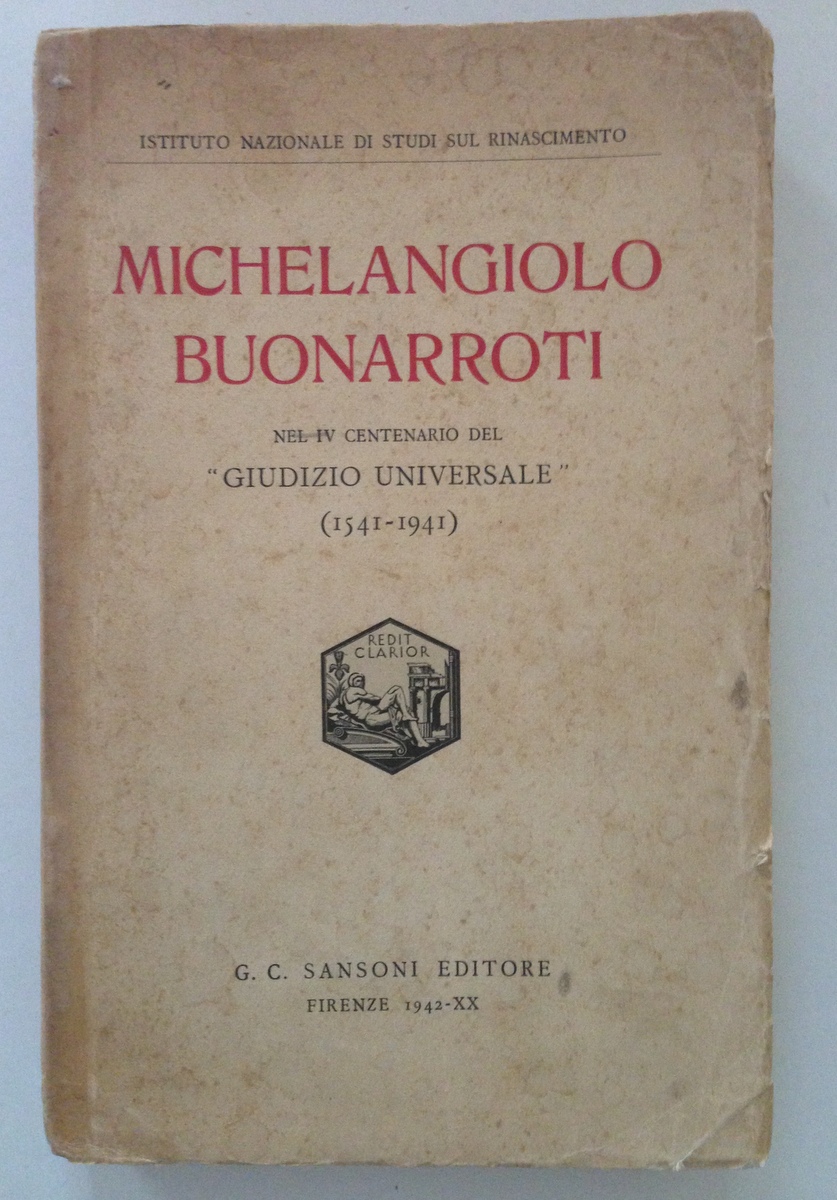 ISTITUTO NAZIONALE DI STUDI SUL RINASCIMENTO
MICHELANGIOLO
BUONARROTI
NEL IV CENTENARIO DEL
“GIUDIZIO UNIVERSALE”
(1541-1941)
REDIT
CLARIOR
G. C. SANSONI EDITORE
FIRENZE 1942-XX